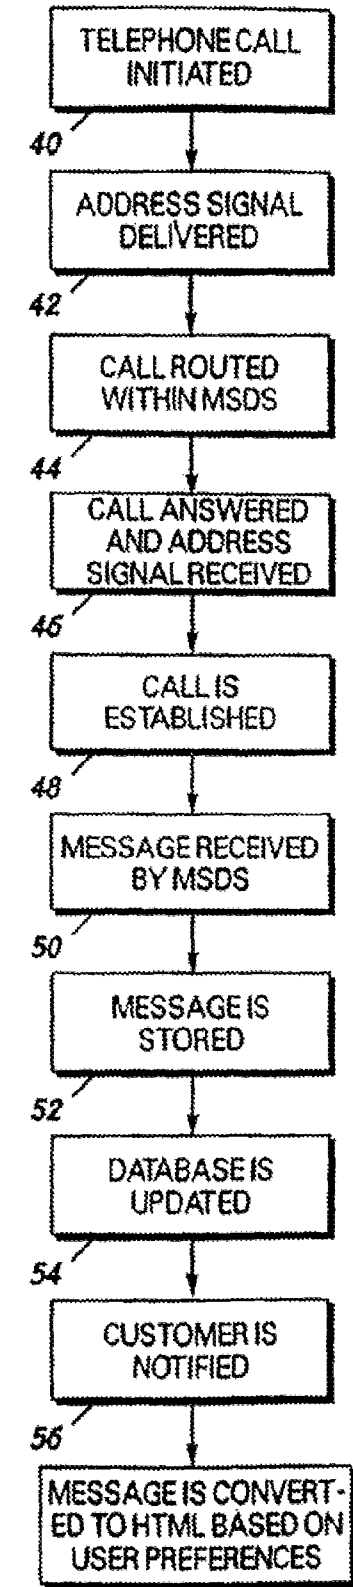 TELEPHONE CALL
INITIATED
40
ADDRESS SIGNAL
DELIVERED
42
CALL ROUTED
WITHIN MSDS
44
CALL ANSWERED
AND ADDRESS
SIGNAL RECEIVED
46
CALL IS
ESTABLISHED
48
MESSAGE RECEIVED
BY MSDS
50
MESSAGE IS
STORED
52
DATABASE IS
UPDATED
54
CUSTOMER IS
NOTIFIED
56
MESSAGE IS CONVERT-
ED TO HTML BASED ON
USER PREFERENCES